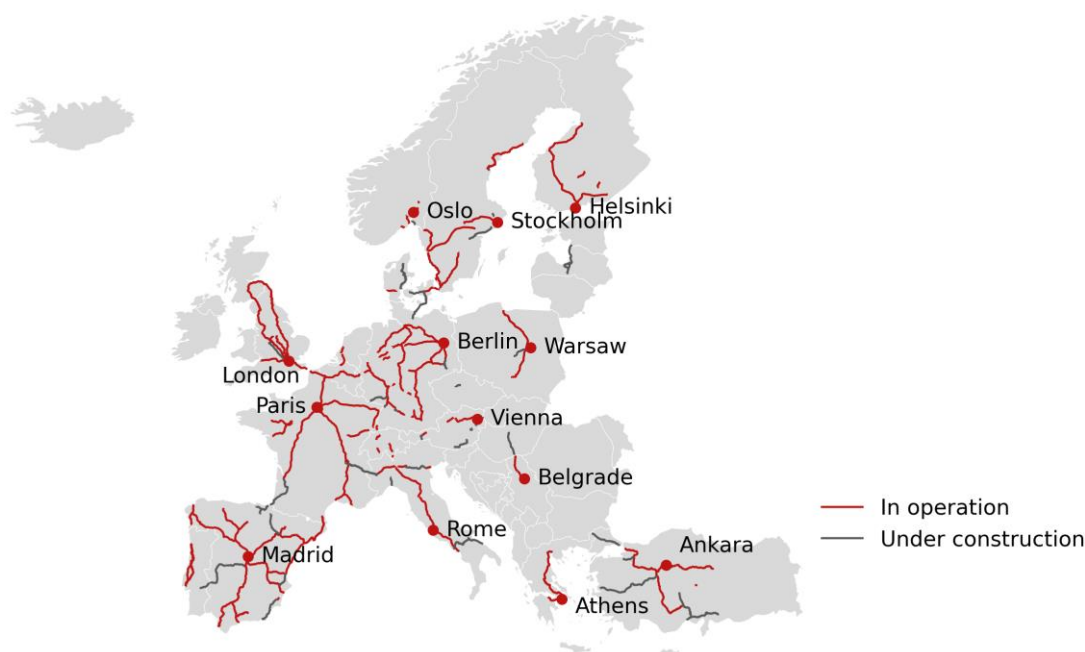 Oslo
Helsinki
Stockholm
Berlin
Warsaw
London
Paris
Vienna
Belgrade
In operation
Rome
Under construction
Ankara
Madrid
Athens